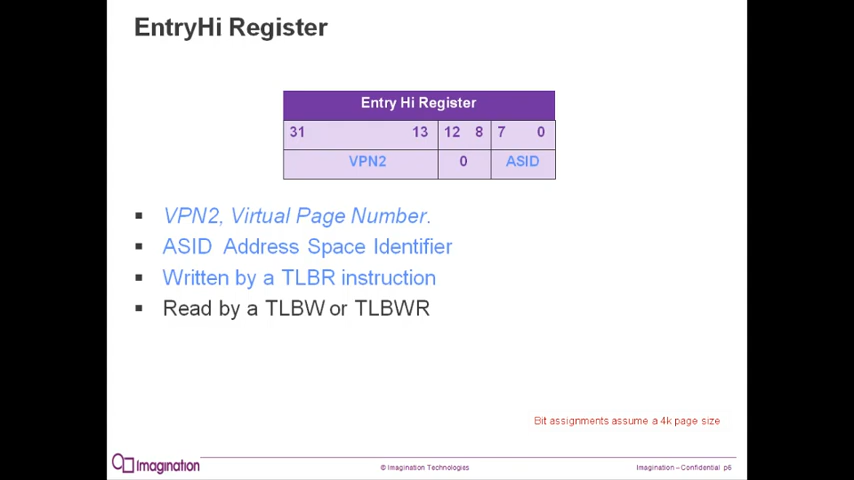 EntryHi Register
Entry Hi Register
31 13 12 8 7 0
VPN2 0 ASID
▪ VPN2, Virtual Page Number.
▪ ASID Address Space Identifier
▪ Written by a TLBR instruction
▪ Read by a TLBW or TLBWR
Bit assignments assume a 4k page size
Imagination
© Imagination Technologies
Imagination – Confidential p6